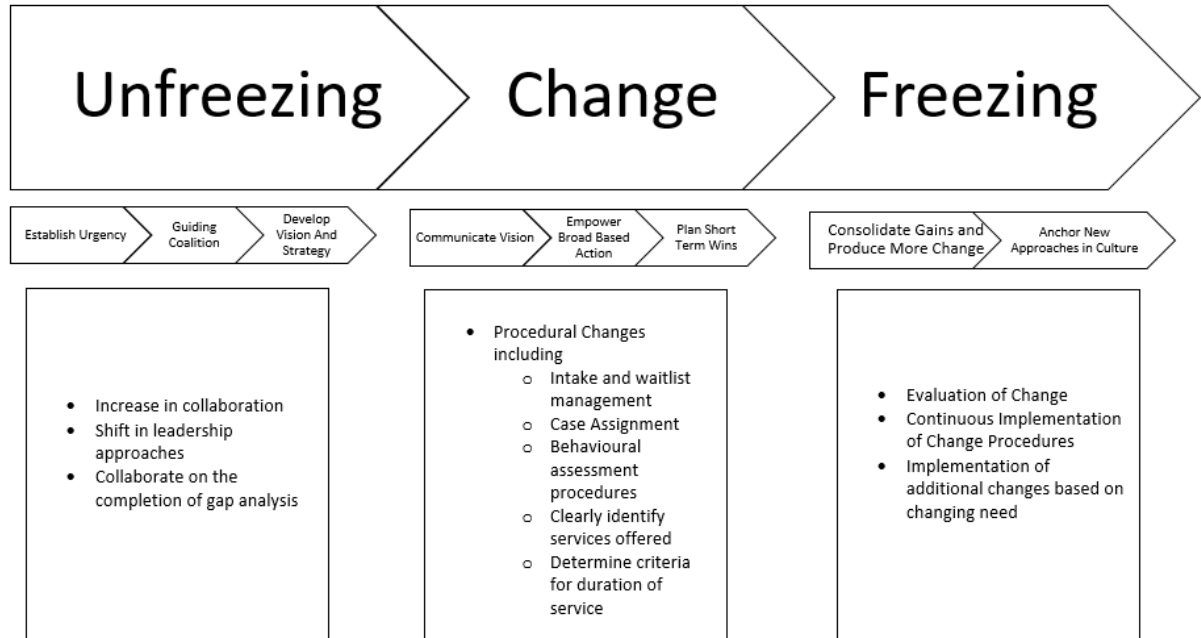 Unfreezing
Change
Freezing
Establish Urgency
Guiding
Coalition
Develop
Vision And
Strategy
Communicate Vision
Empower
Broad Based
Action
Plan Short
Term Wins
Consolidate Gains and
Produce More Change
Anchor New
Approaches in Culture
• Increase in collaboration
• Shift in leadership
approaches
• Collaborate on the
completion of gap analysis
• Procedural Changes
including
o Intake and waitlist
management
o Case Assignment
o Behavioural
assessment
procedures
o Clearly identify
services offered
o Determine criteria
for duration of
service
• Evaluation of Change
• Continuous Implementation
of Change Procedures
• Implementation of
additional changes based on
changing need